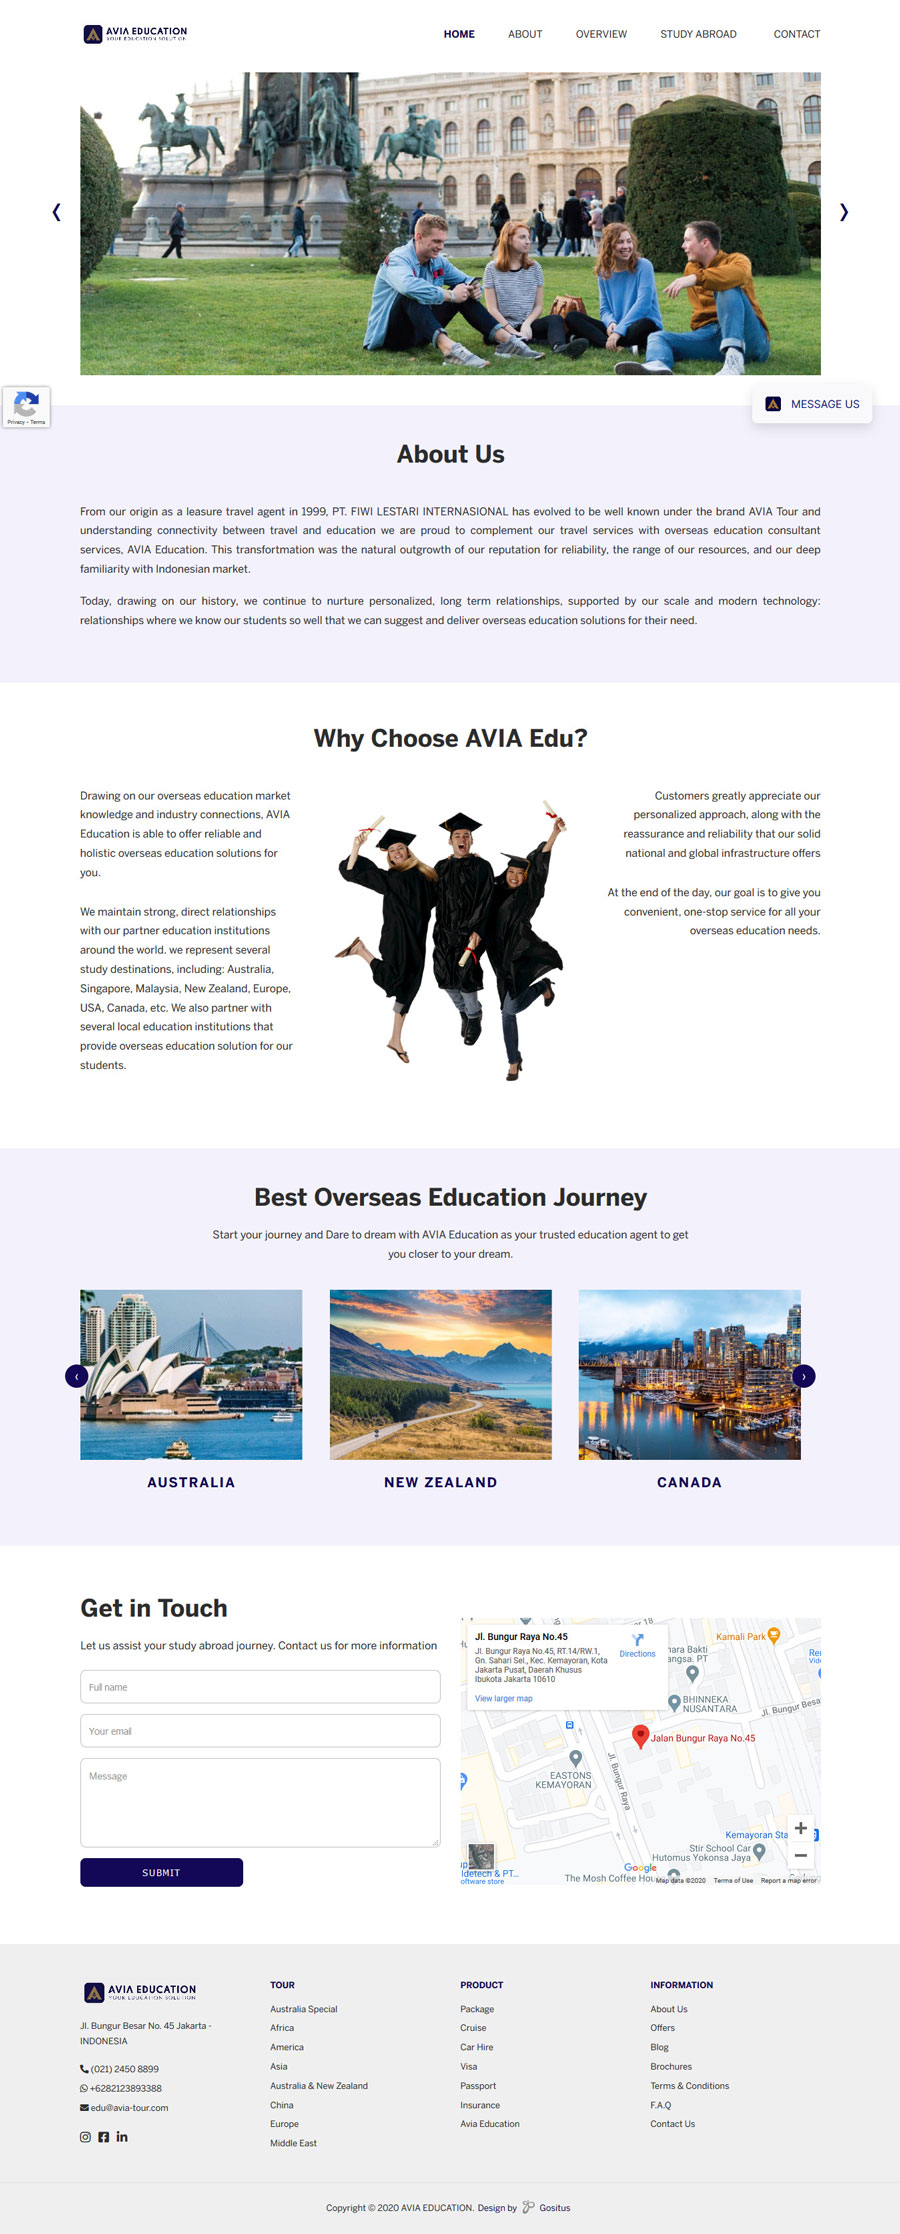 AVIA EDUCATION
YOUR EDUCATION SOLUTION
HOME ABOUT OVERVIEW STUDY ABROAD CONTACT
Privacy - Terms
MESSAGE US
About Us
From our origin as a leasure travel agent in 1999, PT. FIWI LESTARI INTERNASIONAL has evolved to be well known under the brand AVIA Tour and
understanding connectivity between travel and education we are proud to complement our travel services with overseas education consultant
services, AVIA Education. This transfortmation was the natural outgrowth of our reputation for reliability, the range of our resources, and our deep
familiarity with Indonesian market.
Today, drawing on our history, we continue to nurture personalized, long term relationships, supported by our scale and modern technology:
relationships where we know our students so well that we can suggest and deliver overseas education solutions for their need.
Why Choose AVIA Edu?
Drawing on our overseas education market
knowledge and industry connections, AVIA
Education is able to offer reliable and
holistic overseas education solutions for
you.
We maintain strong, direct relationships
with our partner education institutions
around the world. we represent several
study destinations, including: Australia,
Singapore, Malaysia, New Zealand, Europe,
USA, Canada, etc. We also partner with
several local education institutions that
provide overseas education solution for our
students.
Customers greatly appreciate our
personalized approach, along with the
reassurance and reliability that our solid
national and global infrastructure offers
At the end of the day, our goal is to give you
convenient, one-stop service for all your
overseas education needs.
Best Overseas Education Journey
Start your journey and Dare to dream with AVIA Education as your trusted education agent to get
you closer to your dream.
AUSTRALIA
NEW ZEALAND
CANADA
Get in Touch
Let us assist your study abroad journey. Contact us for more information
Full name
Your email
Message
SUBMIT
Jl. Bungur Raya No.45
Jl. Bungur Raya No.45, RT.14/RW.1,
Gn. Sahari Sel., Kec. Kemayoran, Kota
Jakarta Pusat, Daerah Khusus
Ibukota Jakarta 10610
View larger map
Directions
Kamali Park
BHINNEKA
NUSANTARA
Jl. Bungur Besa
Jalan Bungur Raya No.45
EASTONS
KEMAYORAN
Jl. Bungur Raya
Kemayoran Sta
Stir School Car
Hutomus Yokonsa Jaya
Google
The Mosh Coffee Hou
Map data ©2020 Terms of Use Report a map error
AVIA EDUCATION
YOUR EDUCATION SOLUTION
Jl. Bungur Besar No. 45 Jakarta -
INDONESIA
(021) 2450 8899
+6282123893388
edu@avia-tour.com
TOUR
Australia Special
Africa
America
Asia
Australia & New Zealand
China
Europe
Middle East
PRODUCT
Package
Cruise
Car Hire
Visa
Passport
Insurance
Avia Education
INFORMATION
About Us
Offers
Blog
Brochures
Terms & Conditions
F.A.Q
Contact Us
Copyright © 2020 AVIA EDUCATION. Design by Gositus